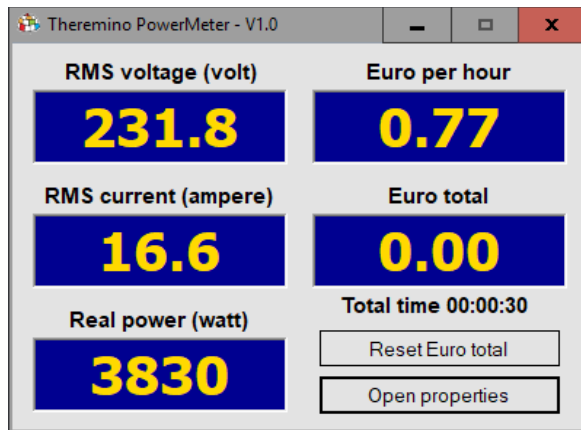 Theremino PowerMeter - V1.0
RMS voltage (volt)
231.8
Euro per hour
0.77
RMS current (ampere)
16.6
Euro total
0.00
Total time 00:00:30
Real power (watt)
3830
Reset Euro total
Open properties